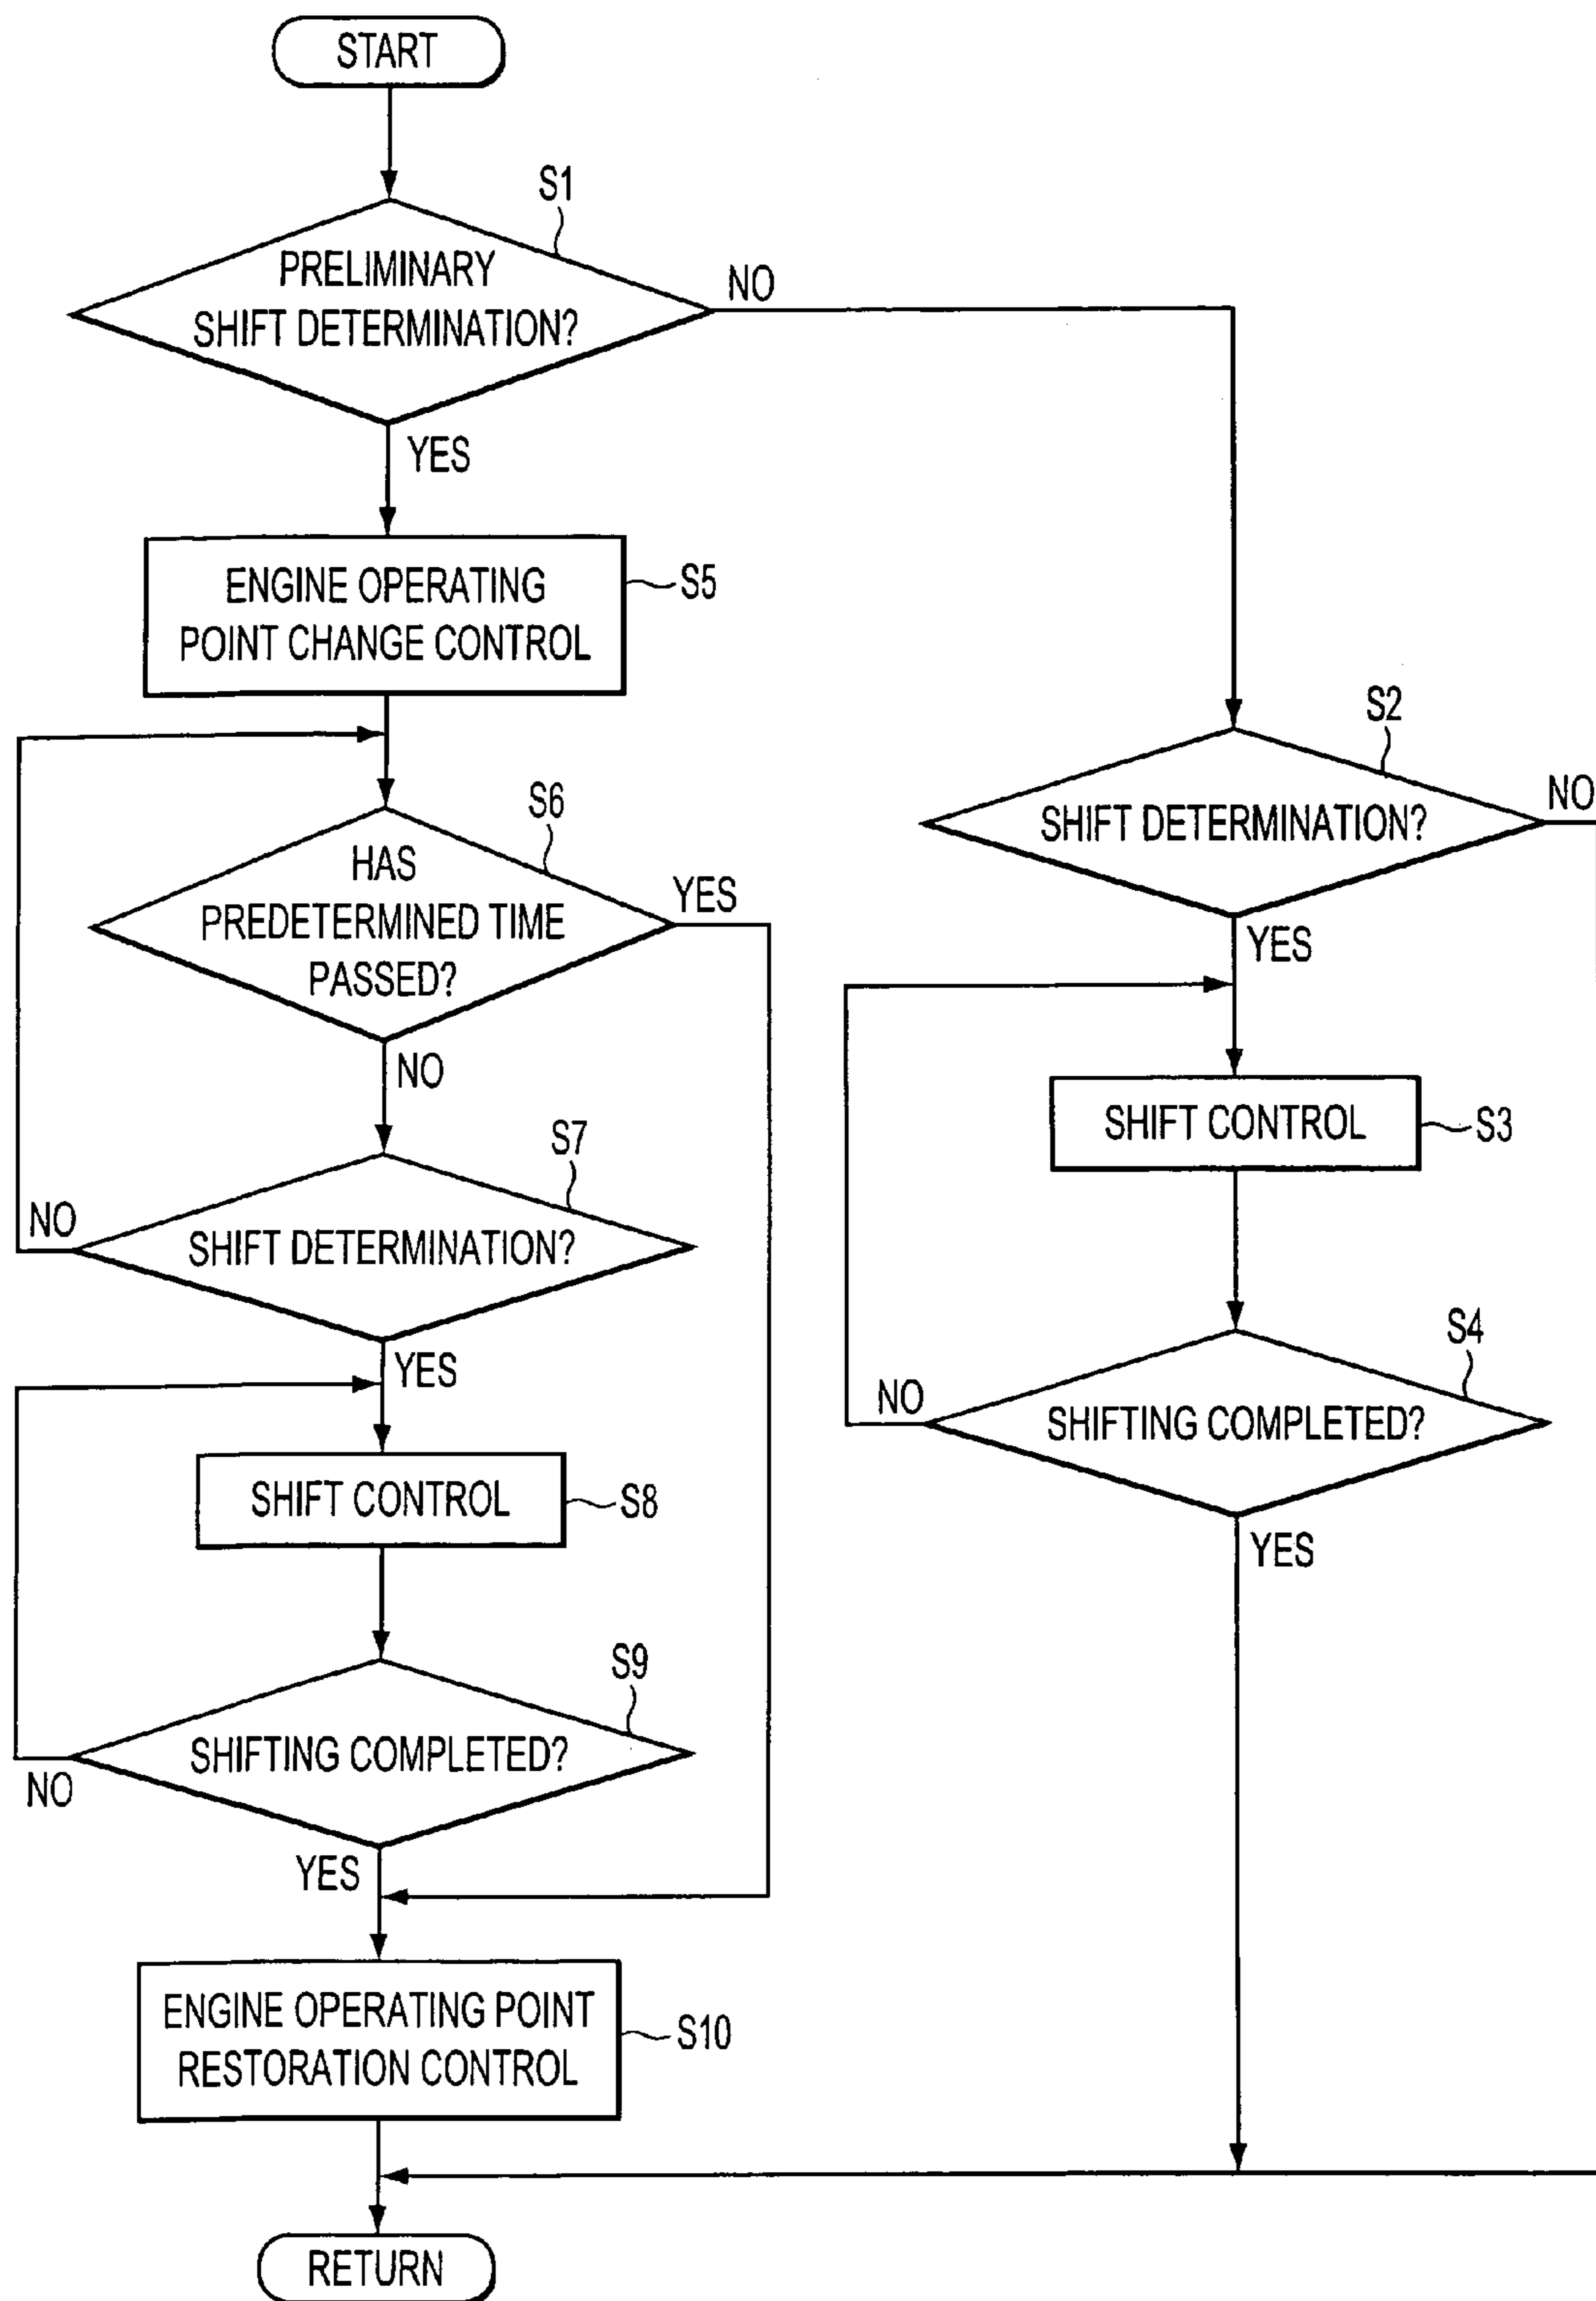 START
S1
PRELIMINARY
SHIFT DETERMINATION?
NO
YES
ENGINE OPERATING
POINT CHANGE CONTROL
S5
S6
HAS
PREDETERMINED TIME
PASSED?
YES
NO
S7
SHIFT DETERMINATION?
NO
YES
SHIFT CONTROL
S8
S9
SHIFTING COMPLETED?
NO
YES
ENGINE OPERATING POINT
RESTORATION CONTROL
S10
S2
SHIFT DETERMINATION?
NO
YES
SHIFT CONTROL
S3
S4
SHIFTING COMPLETED?
NO
YES
RETURN